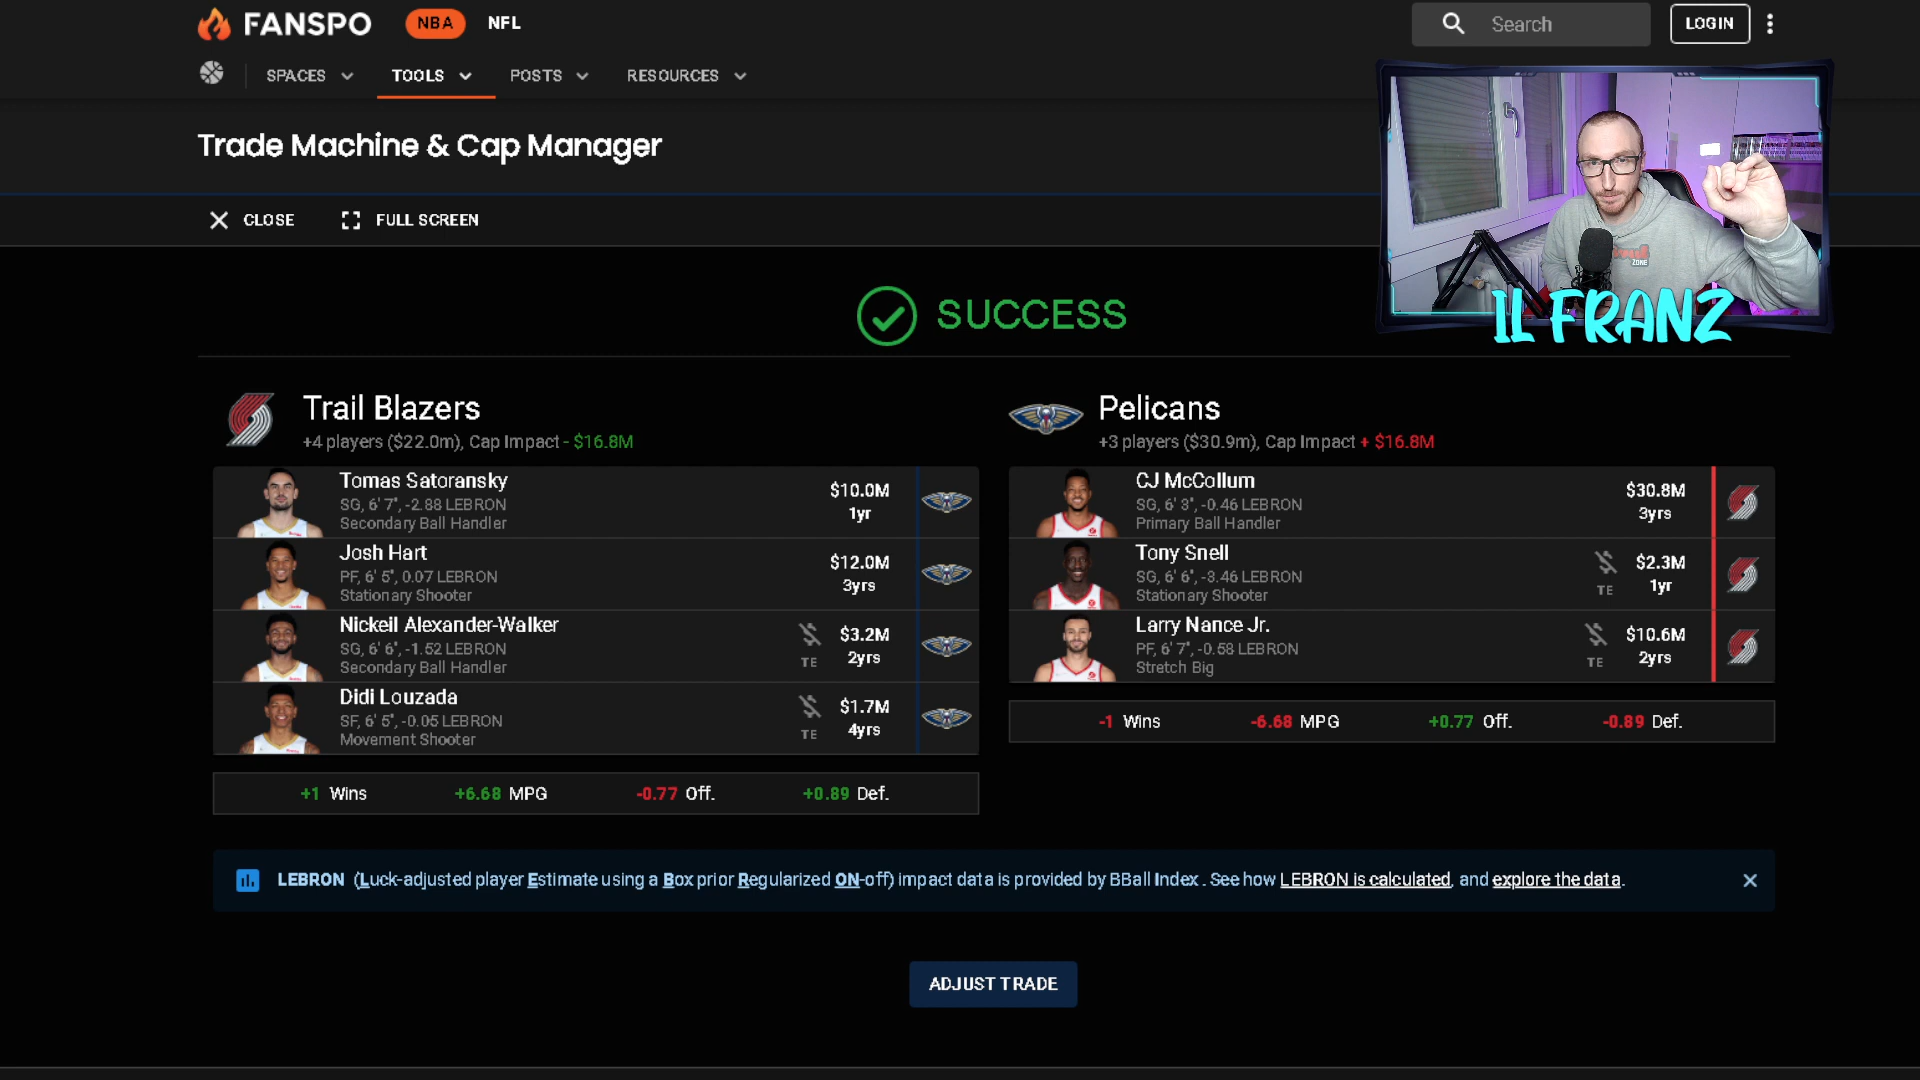 FANSPO
NBA
NFL
Search
LOGIN
SPACES
TOOLS
POSTS
RESOURCES
Trade Machine & Cap Manager
CLOSE
FULL SCREEN
ZONE
IL FRANZ
SUCCESS
Trail Blazers
+4 players ($22.0m), Cap Impact - $16.8M
Tomas Satoransky
SG, 6' 7", -2.88 LEBRON
Secondary Ball Handler
$10.0M
1yr
Josh Hart
PF, 6' 5", 0.07 LEBRON
Stationary Shooter
$12.0M
3yrs
Nickeil Alexander-Walker
SG, 6' 6", -1.52 LEBRON
Secondary Ball Handler
TE
$3.2M
2yrs
Didi Louzada
SF, 6' 5", -0.05 LEBRON
Movement Shooter
TE
$1.7M
4yrs
+1 Wins
+6.68 MPG
-0.77 Off.
+0.89 Def.
Pelicans
+3 players ($30.9m), Cap Impact + $16.8M
CJ McCollum
SG, 6' 3", -0.46 LEBRON
Primary Ball Handler
$30.8M
3yrs
Tony Snell
SG, 6' 6", -3.46 LEBRON
Stationary Shooter
TE
$2.3M
1yr
Larry Nance Jr.
PF, 6' 7", -0.58 LEBRON
Stretch Big
TE
$10.6M
2yrs
-1 Wins
-6.68 MPG
+0.77 Off.
-0.89 Def.
LEBRON (Luck-adjusted player Estimate using a Box prior Regularized ON-off) impact data is provided by BBall Index . See how LEBRON is calculated, and explore the data.
ADJUST TRADE